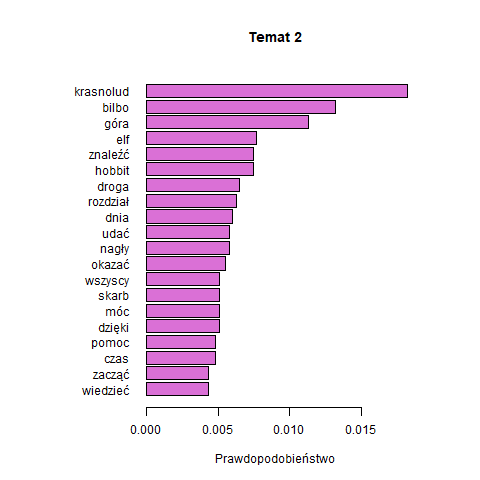 Temat 2
krasnolud
bilbo
góra
elf
znaleźć
hobbit
droga
rozdział
dnia
udać
nagły
okazać
wszyscy
skarb
móc
dzięki
pomoc
czas
zacząć
wiedzieć
0.000 0.005 0.010 0.015
Prawdopodobieństwo